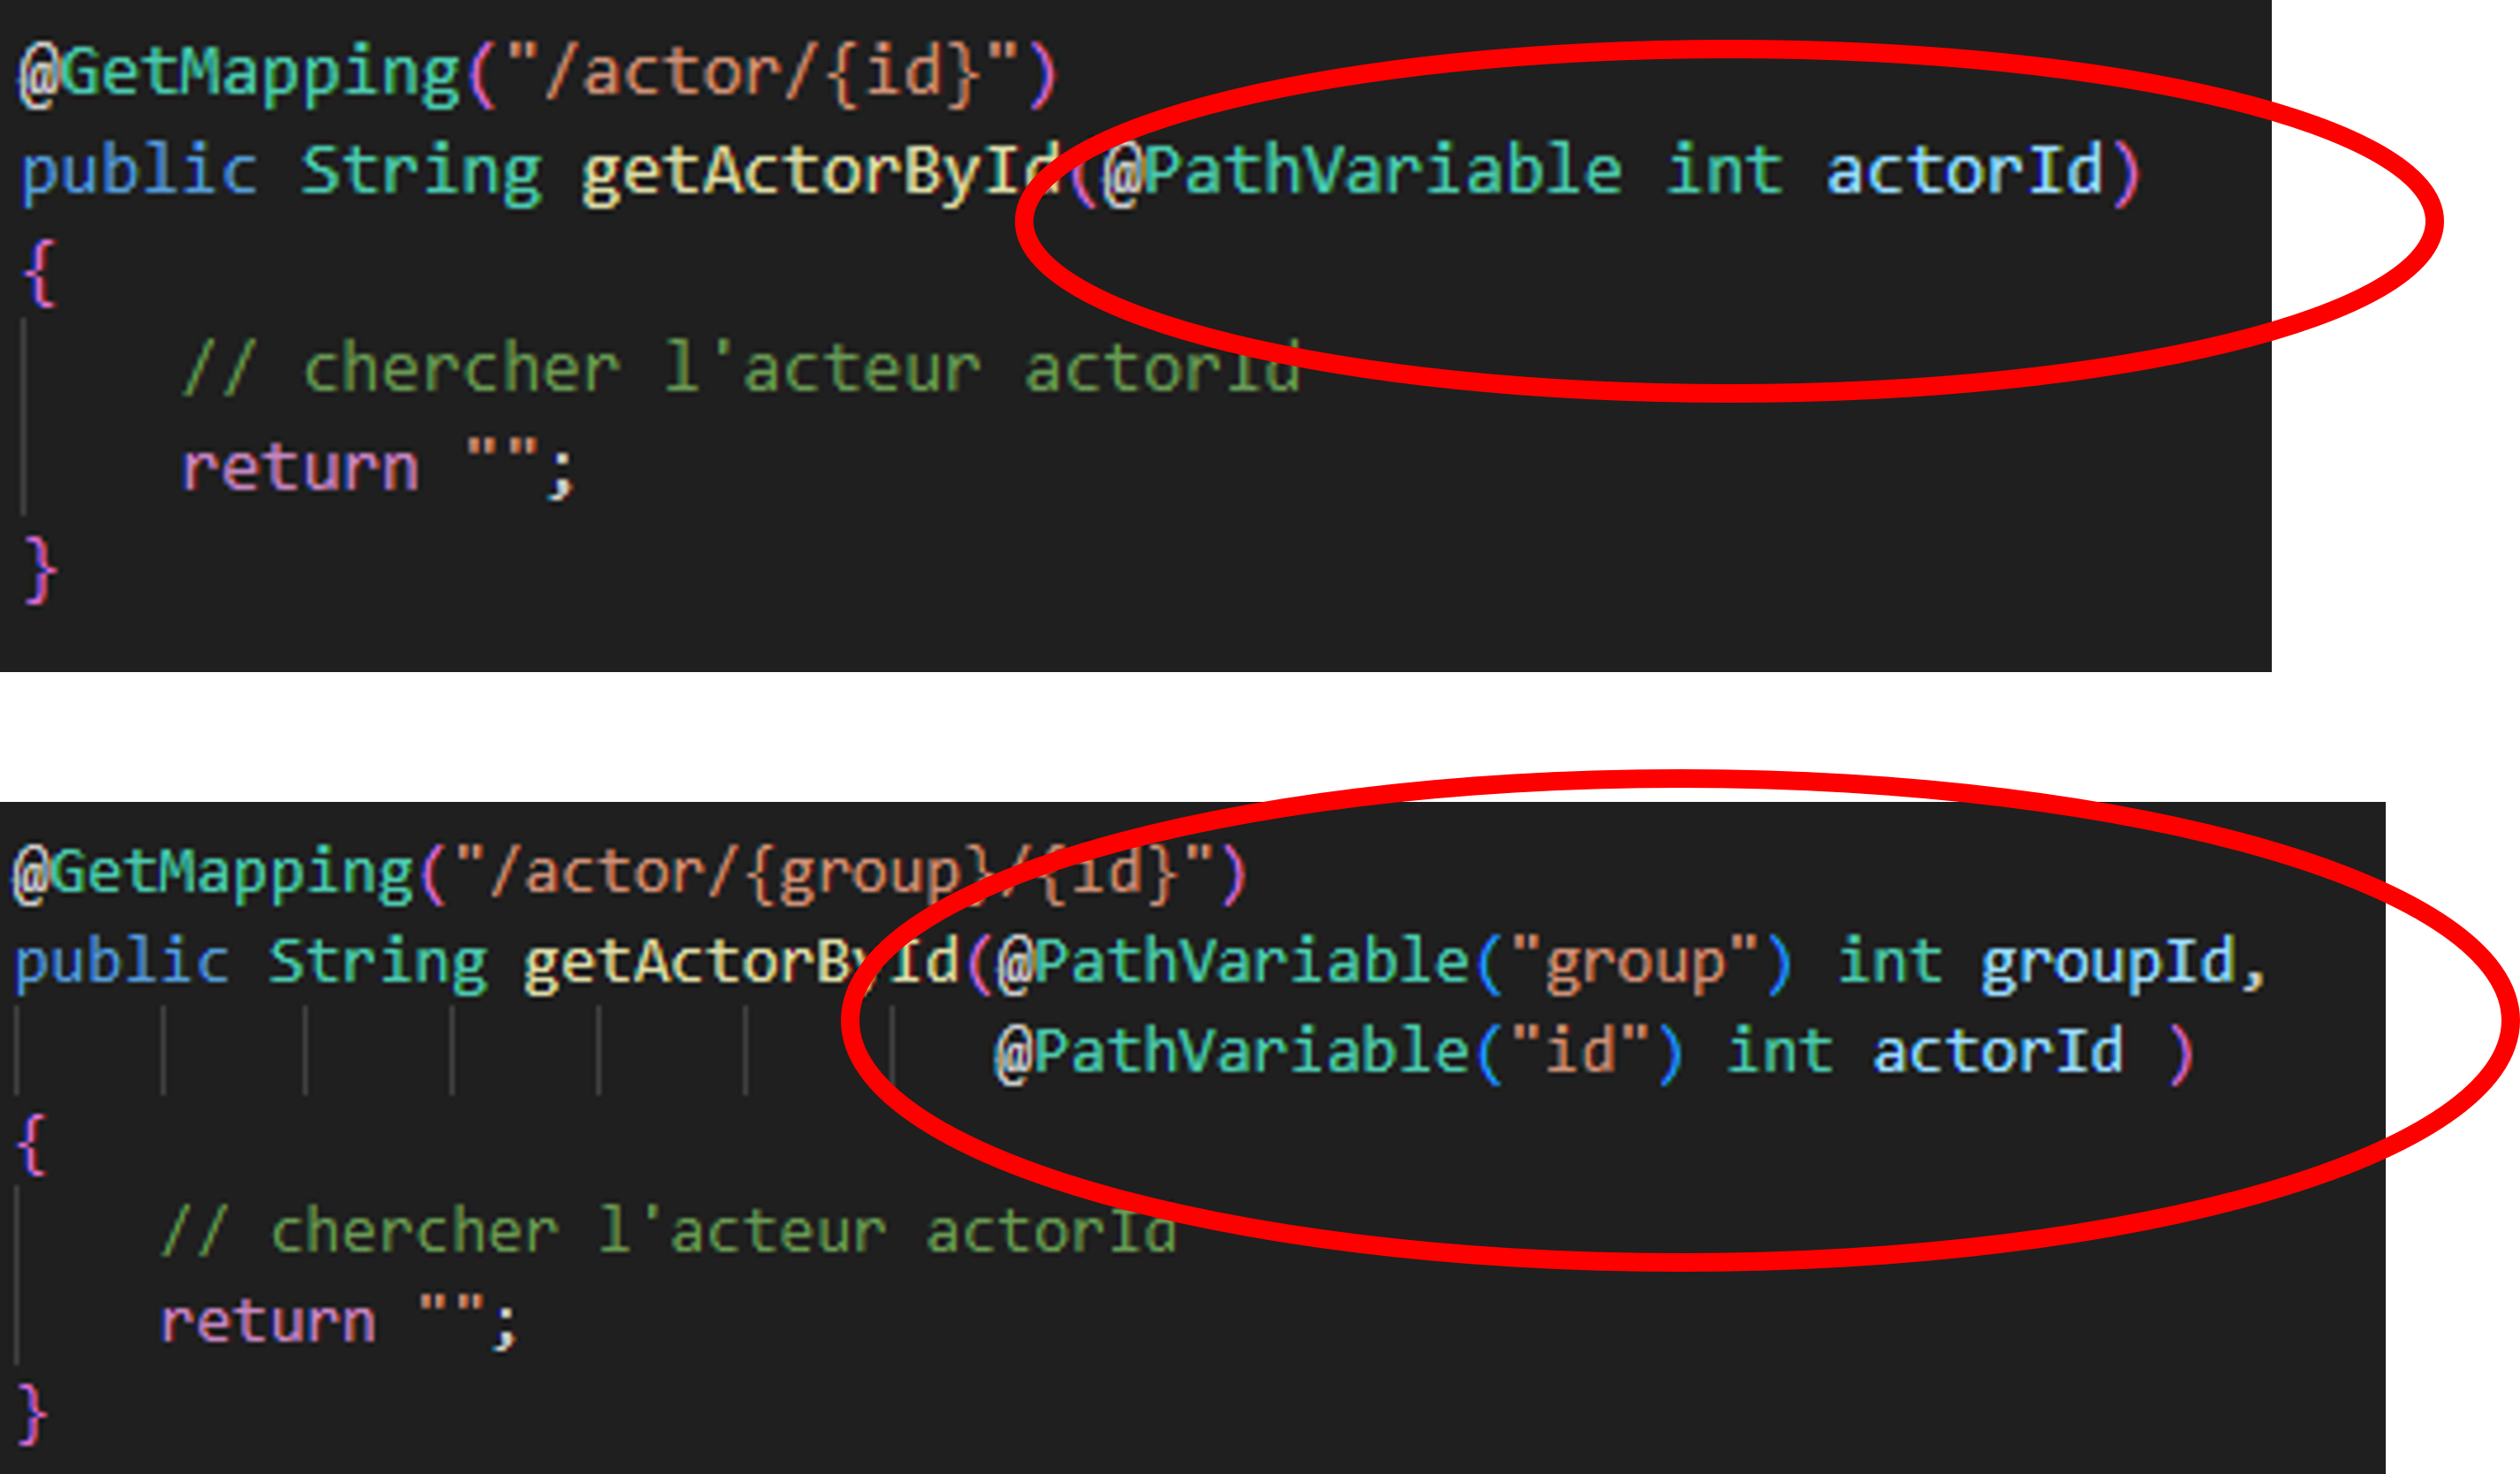 @GetMapping("/actor/{id}")
public String getActorById(@PathVariable int actorId)
{
// chercher l'acteur actorId
return "";
}
@GetMapping("/actor/{group}/{id}")
public String getActorById(@PathVariable("group") int groupId,
@PathVariable("id") int actorId )
{
// chercher l'acteur actorId
return "";
}